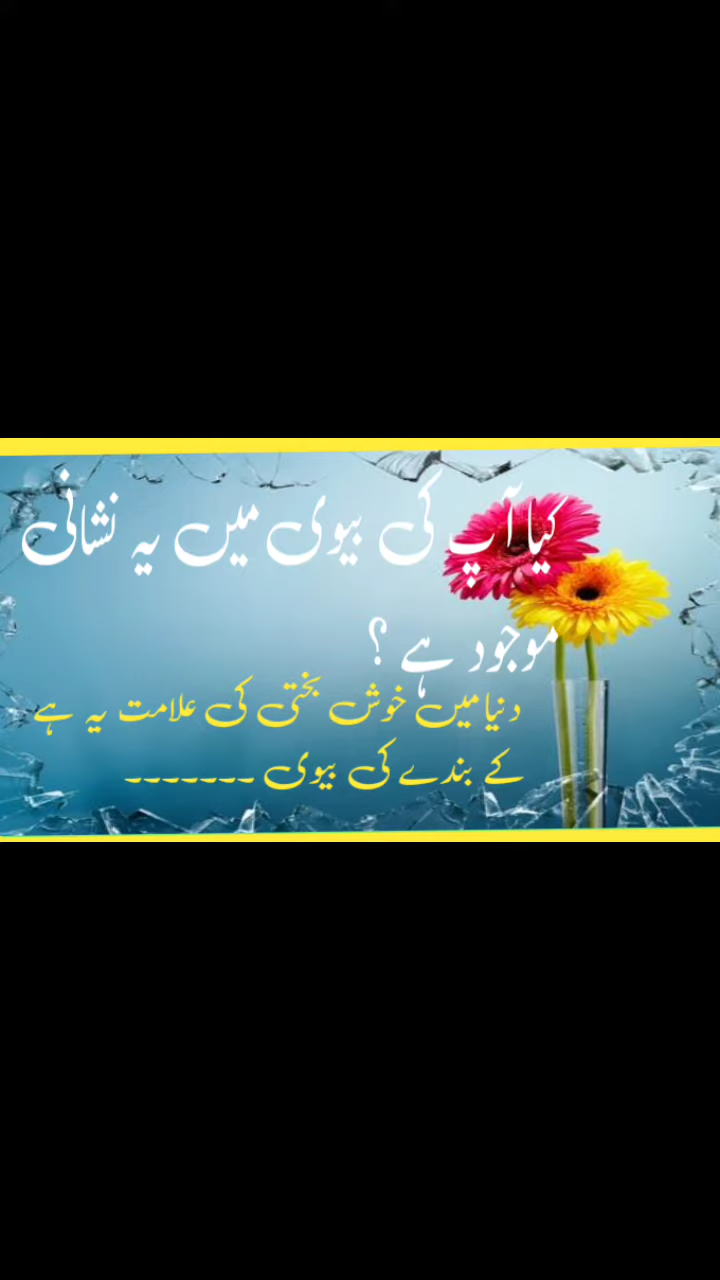 کیا آپ کی بیوی میں یہ نشانی
موجود ہے ؟
دنیا میں خوش بختی کی علامت یہ ہے
کے بندے کی بیوی -------